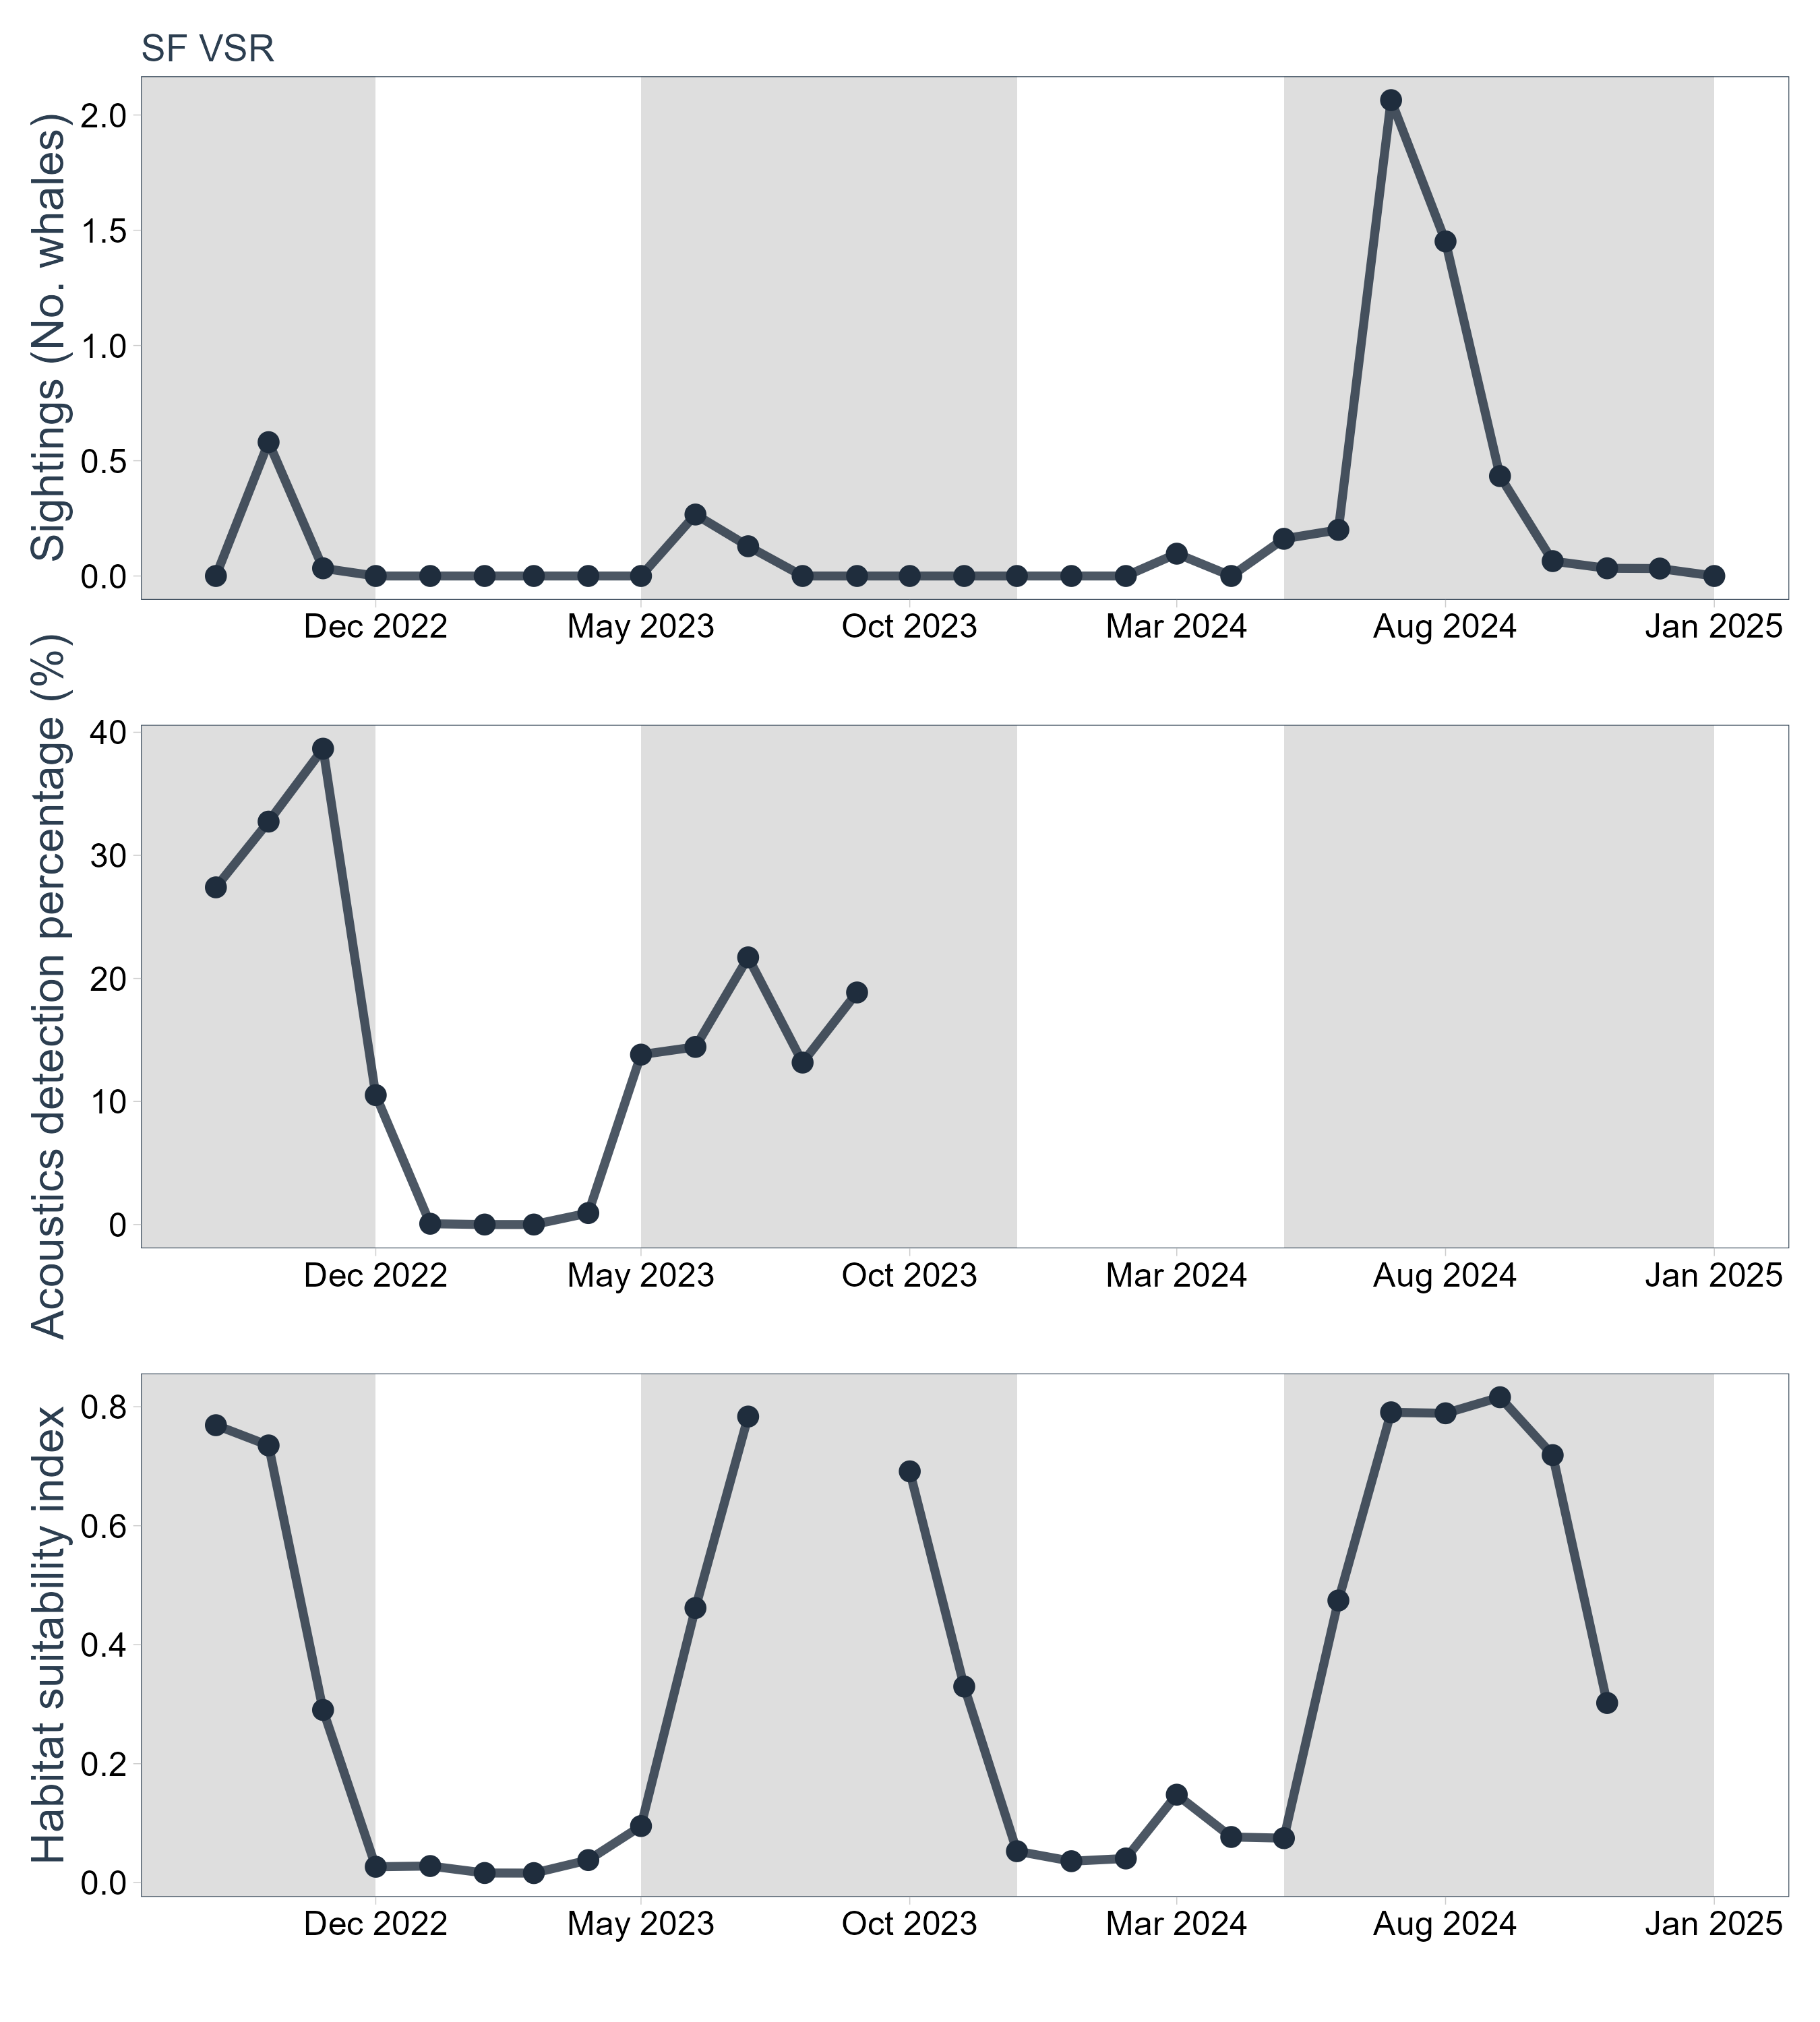 SF VSR
Sightings (No. whales)
2.0
1.5
1.0
0.5
0.0
Dec 2022 May 2023 Oct 2023 Mar 2024 Aug 2024 Jan 2025
Acoustics detection percentage (%)
40
30
20
10
0
Dec 2022 May 2023 Oct 2023 Mar 2024 Aug 2024 Jan 2025
Habitat suitability index
0.8
0.6
0.4
0.2
0.0
Dec 2022 May 2023 Oct 2023 Mar 2024 Aug 2024 Jan 2025